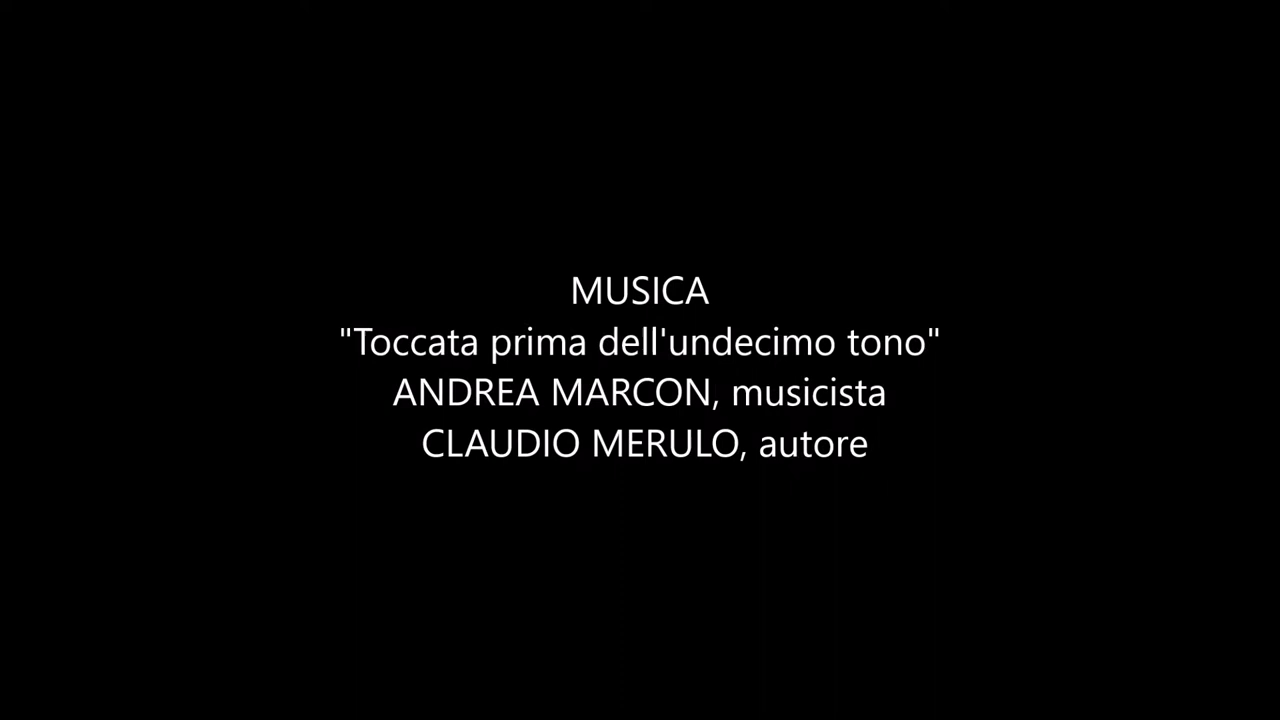 MUSICA
"Toccata prima dell'undecimo tono"
ANDREA MARCON, musicista
CLAUDIO MERULO, autore